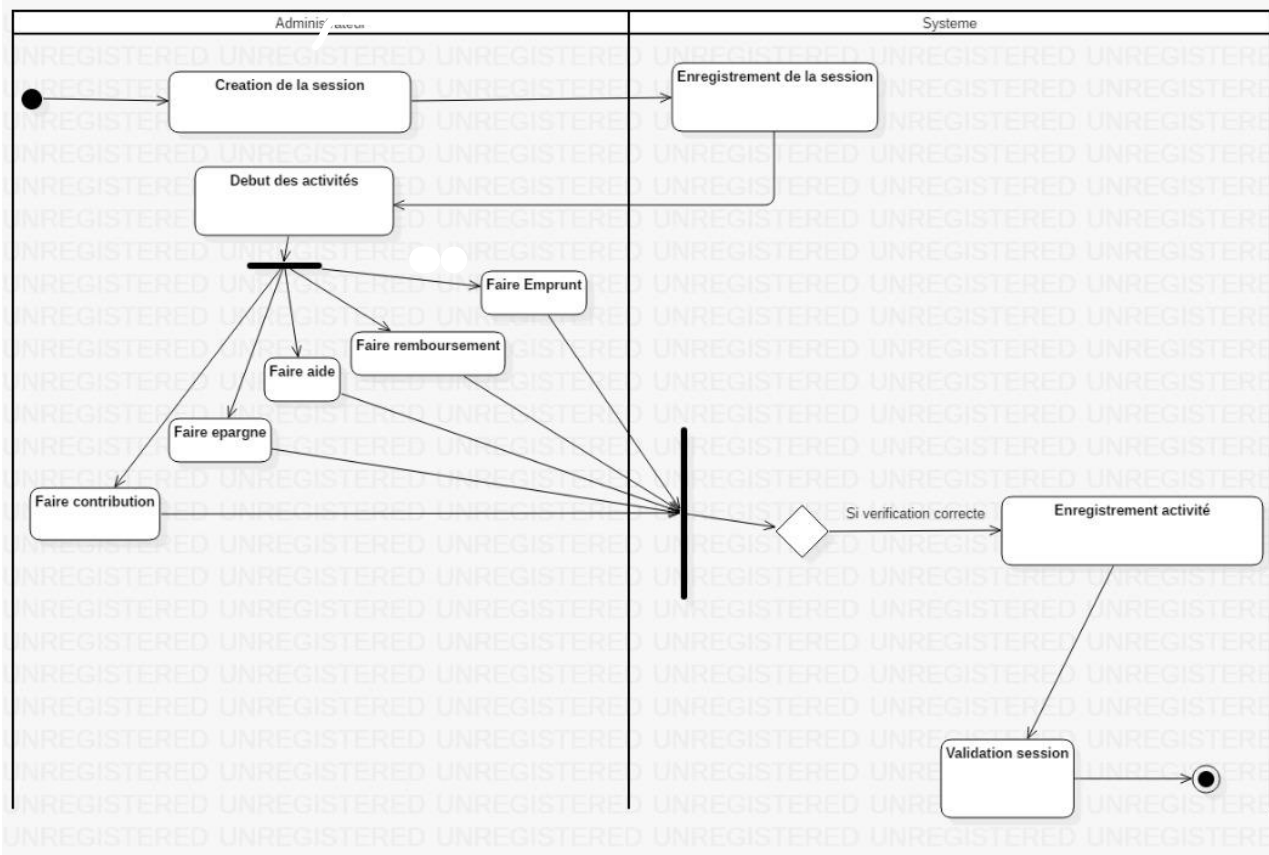 Systeme
Creation de la session
Enregistrement de la session
Debut des activités
Faire Emprunt
Faire remboursement
Faire aide
Faire epargne
Faire contribution
Si verification correcte
Enregistrement activité
Validation session
UNREGISTERED